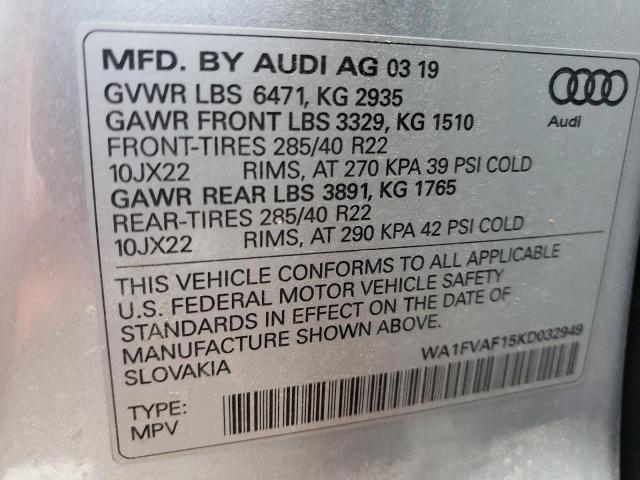 MFD. BY AUDI AG 03 19
GVWR LBS 6471, KG 2935
GAWR FRONT LBS 3329, KG 1510
Audi
FRONT-TIRES 285/40 R22
10JX22 RIMS, AT 270 KPA 39 PSI COLD
GAWR REAR LBS 3891, KG 1765
REAR-TIRES 285/40 R22
10JX22 RIMS, AT 290 KPA 42 PSI COLD
THIS VEHICLE CONFORMS TO ALL APPLICABLE
U.S. FEDERAL MOTOR VEHICLE SAFETY
STANDARDS IN EFFECT ON THE DATE OF
MANUFACTURE SHOWN ABOVE.
SLOVAKIA
WA1FVAF15KD032949
TYPE:
MPV